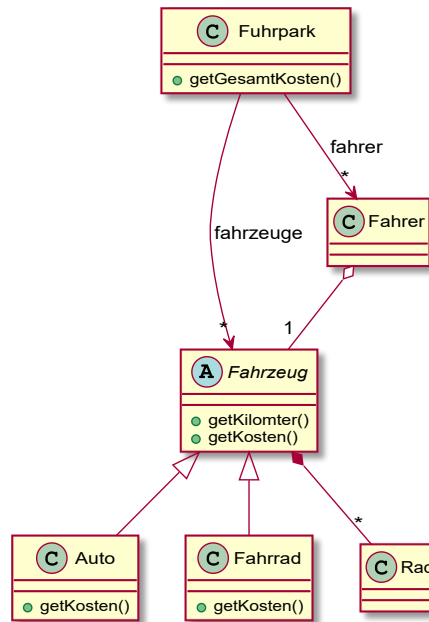 C Fuhrpark
getGesamtKosten()
fahrer
*
C Fahrer
fahrzeuge
*
1
A Fahrzeug
getKilomter()
getKosten()
*
C Auto
getKosten()
C Fahrrad
getKosten()
C